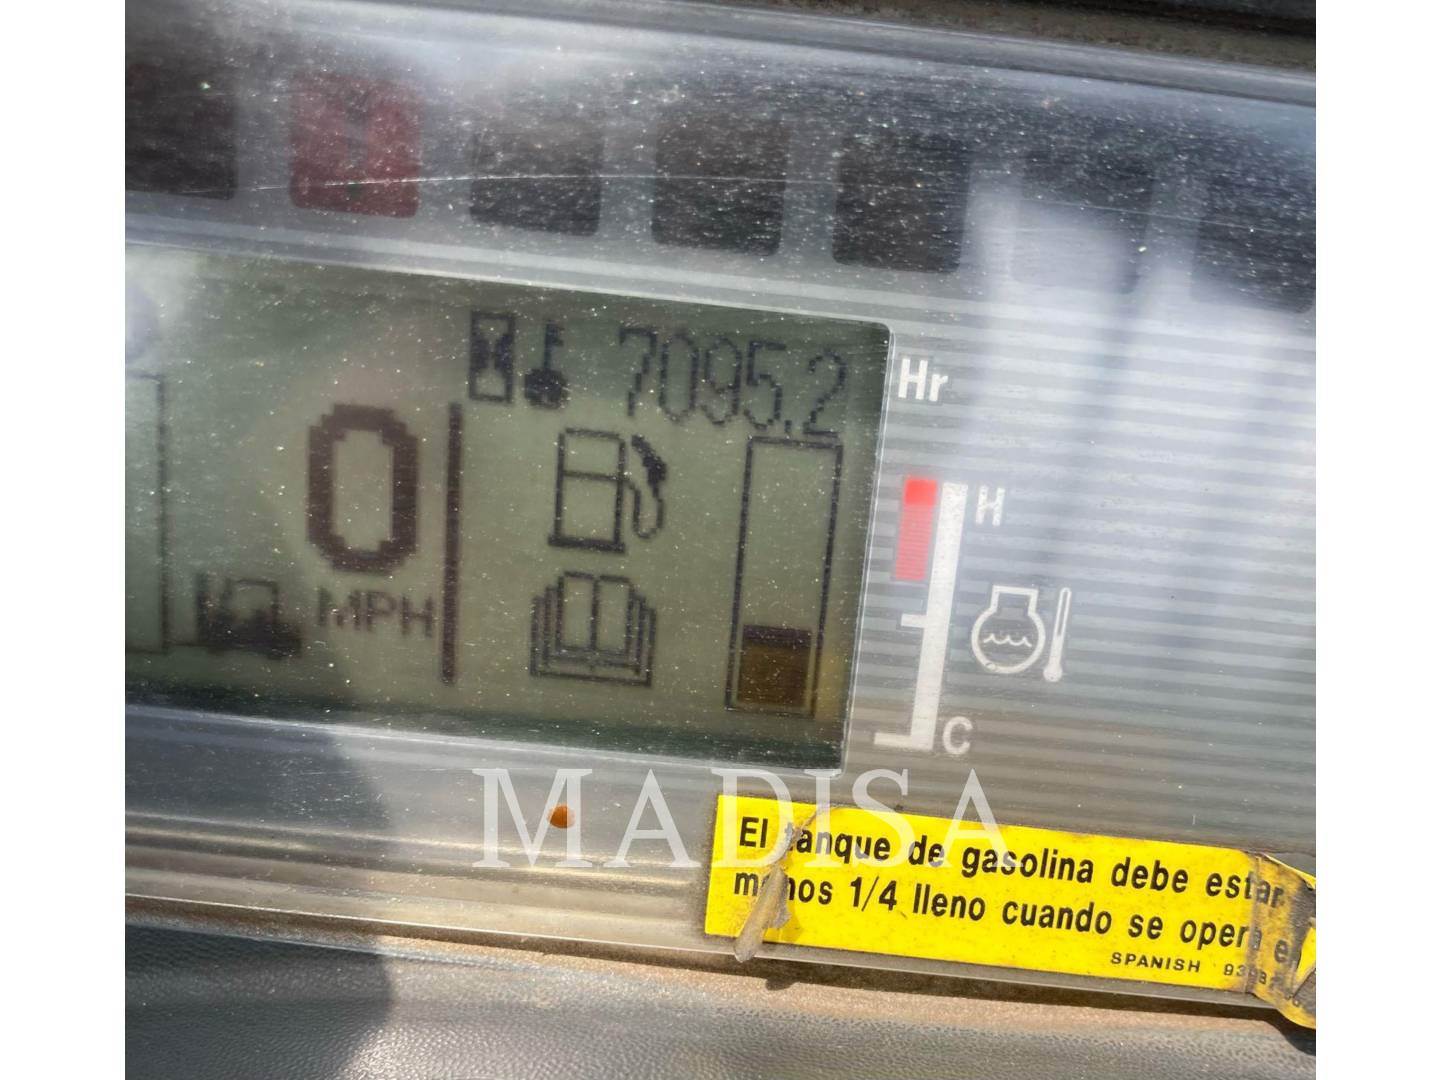 7095.2
Hr
0
MPH
H
C
MADISA
El tanque de gasolina debe estar
menos 1/4 lleno cuando se opera
SPANISH